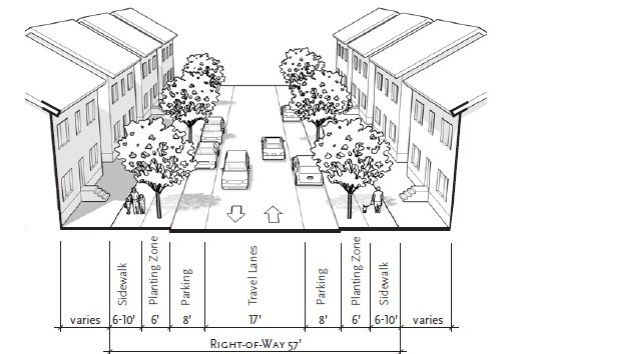 Sidewalk
Planting Zone
Parking
Travel Lanes
Parking
Planting Zone
Sidewalk
varies 6-10' 6' 8' 17' 8' 6' 6-10' varies
RIGHT-OF-WAY 57'